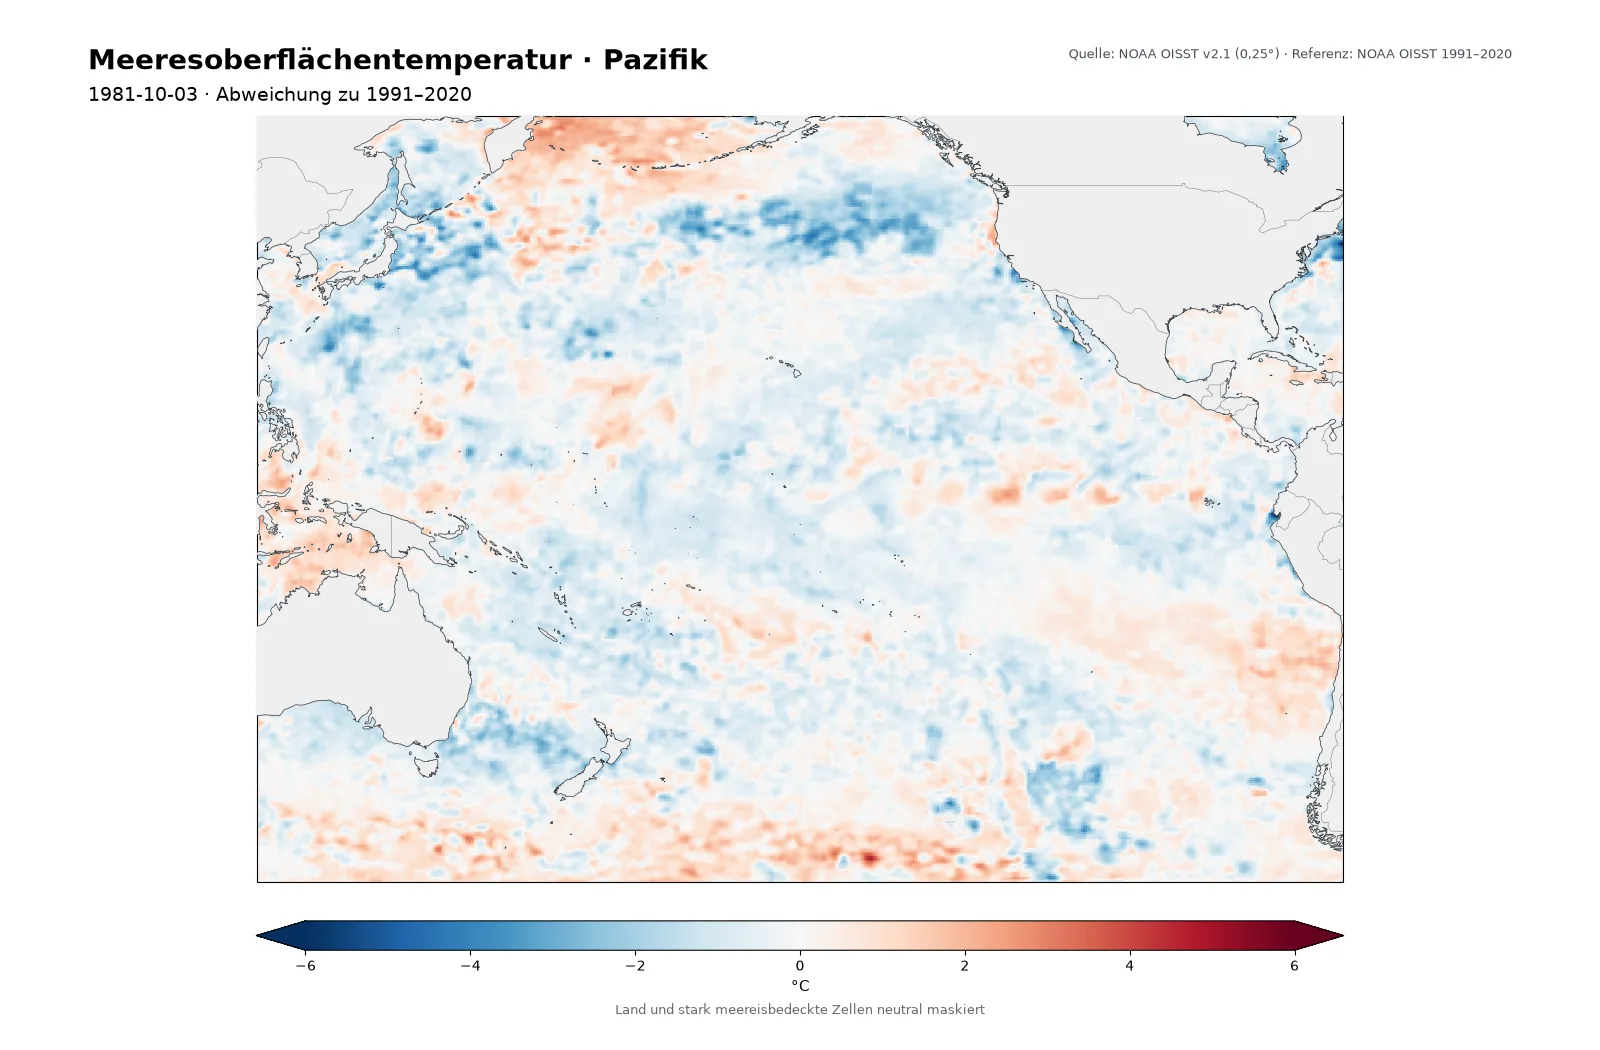 Meeresoberflächentemperatur · Pazifik
Quelle: NOAA OISST v2.1 (0,25°) · Referenz: NOAA OISST 1991–2020
1981-10-03 · Abweichung zu 1991–2020
−6 −4 −2 0 2 4 6
°C
Land und stark meereisbedeckte Zellen neutral maskiert